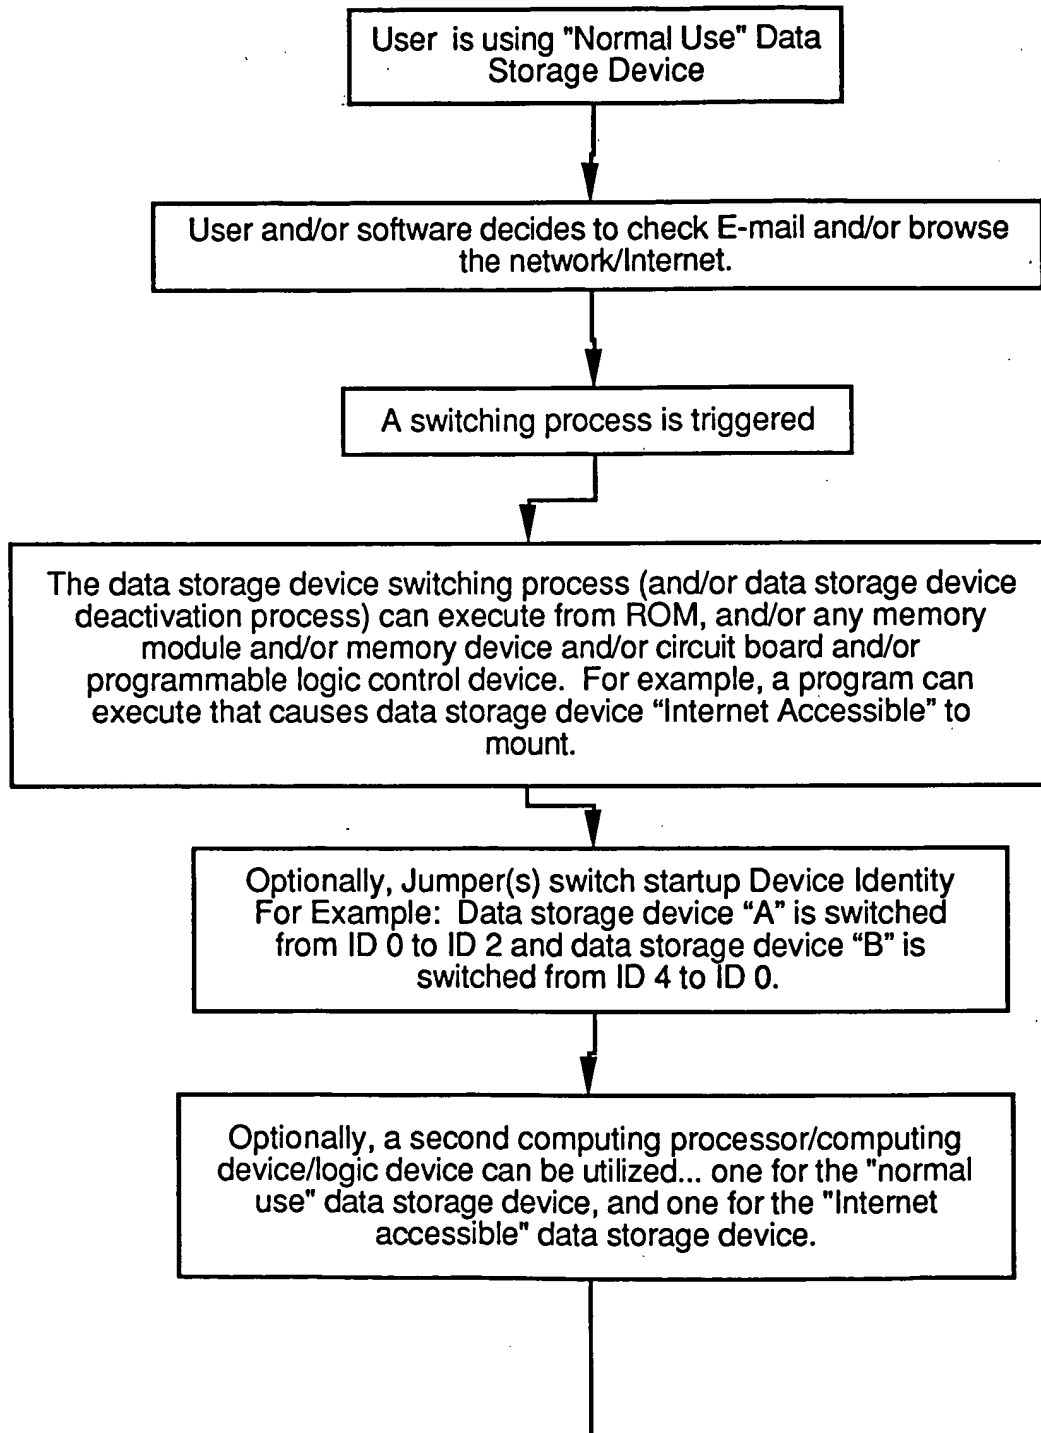 User is using "Normal Use" Data
Storage Device
User and/or software decides to check E-mail and/or browse
the network/Internet.
A switching process is triggered
The data storage device switching process (and/or data storage device
deactivation process) can execute from ROM, and/or any memory
module and/or memory device and/or circuit board and/or
programmable logic control device. For example, a program can
execute that causes data storage device “Internet Accessible” to
mount.
Optionally, Jumper(s) switch startup Device Identity
For Example: Data storage device “A” is switched
from ID 0 to ID 2 and data storage device “B” is
switched from ID 4 to ID 0.
Optionally, a second computing processor/computing
device/logic device can be utilized... one for the "normal
use" data storage device, and one for the "Internet
accessible" data storage device.